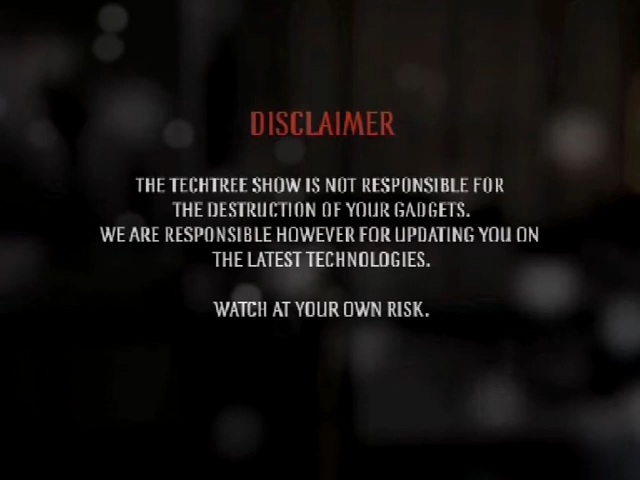 DISCLAIMER
THE TECHTREE SHOW IS NOT RESPONSIBLE FOR
THE DESTRUCTION OF YOUR GADGETS.
WE ARE RESPONSIBLE HOWEVER FOR UPDATING YOU ON
THE LATEST TECHNOLOGIES.
WATCH AT YOUR OWN RISK.